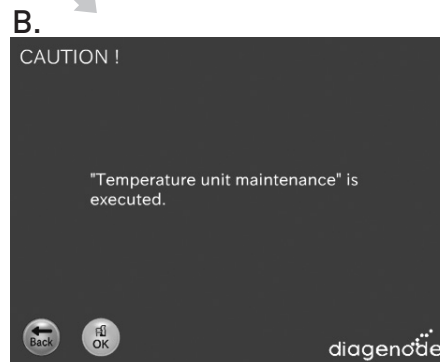 B.
CAUTION !
"Temperature unit maintenance" is
executed.
Back
OK
diagenode